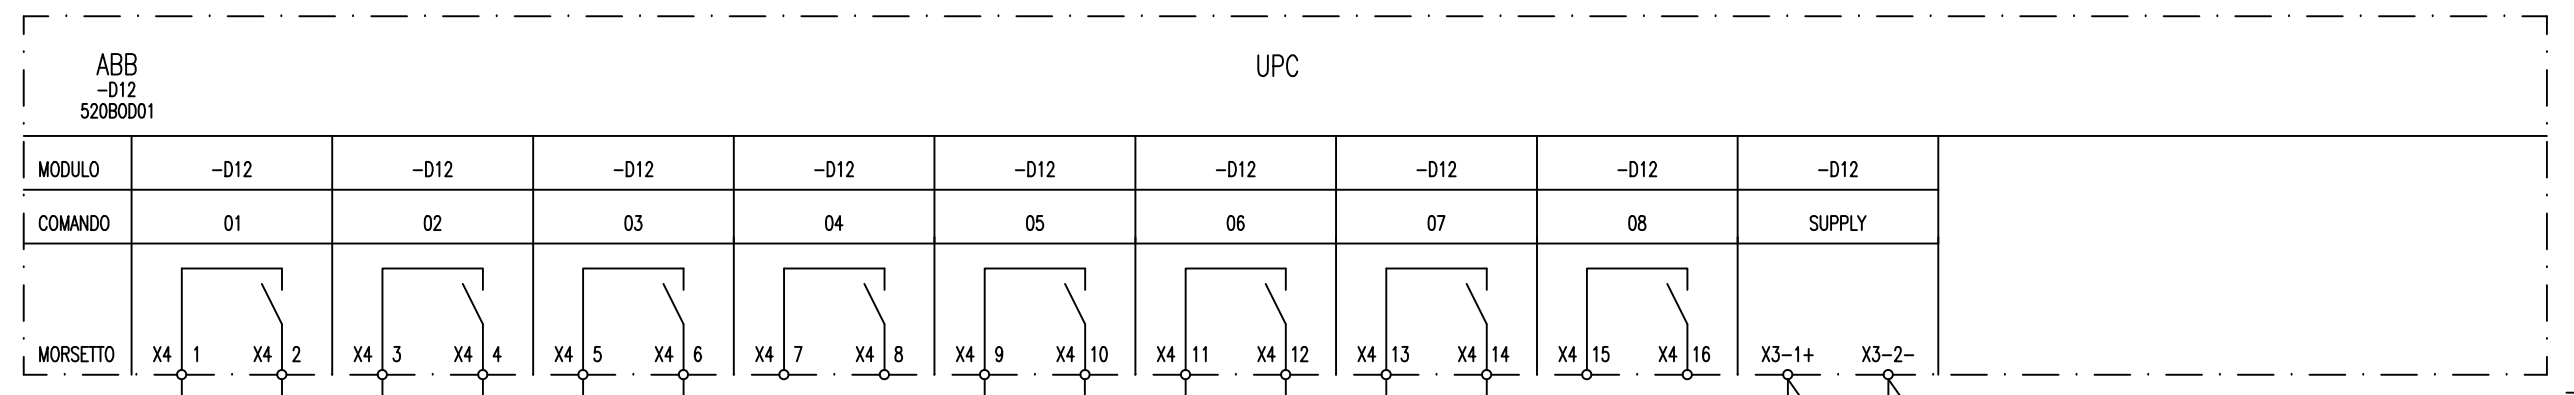 ABB
-D12
520BOD01
UPC
MODULO -D12 -D12 -D12 -D12 -D12 -D12 -D12 -D12 -D12
COMANDO 01 02 03 04 05 06 07 08 SUPPLY
MORSETTO X4 1 X4 2 X4 3 X4 4 X4 5 X4 6 X4 7 X4 8 X4 9 X4 10 X4 11 X4 12 X4 13 X4 14 X4 15 X4 16 X3-1+ X3-2-